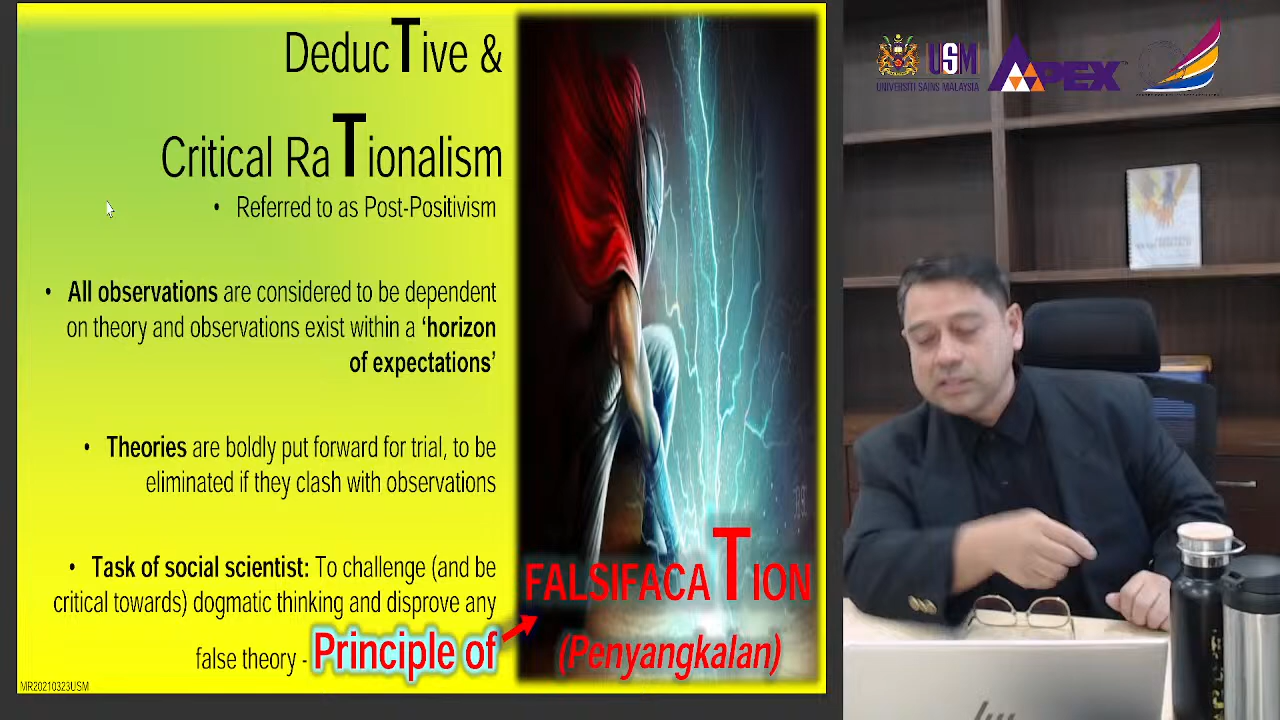 DeducTive &
Critical RaTionalism
• Referred to as Post-Positivism
• All observations are considered to be dependent
on theory and observations exist within a ‘horizon
of expectations’
• Theories are boldly put forward for trial, to be
eliminated if they clash with observations
• Task of social scientist: To challenge (and be
critical towards) dogmatic thinking and disprove any
false theory - Principle of
FALSIFACATION
(Penyangkalan)
MR20210323USM
USM
UNIVERSITI SAINS MALAYSIA
APEX™
hp